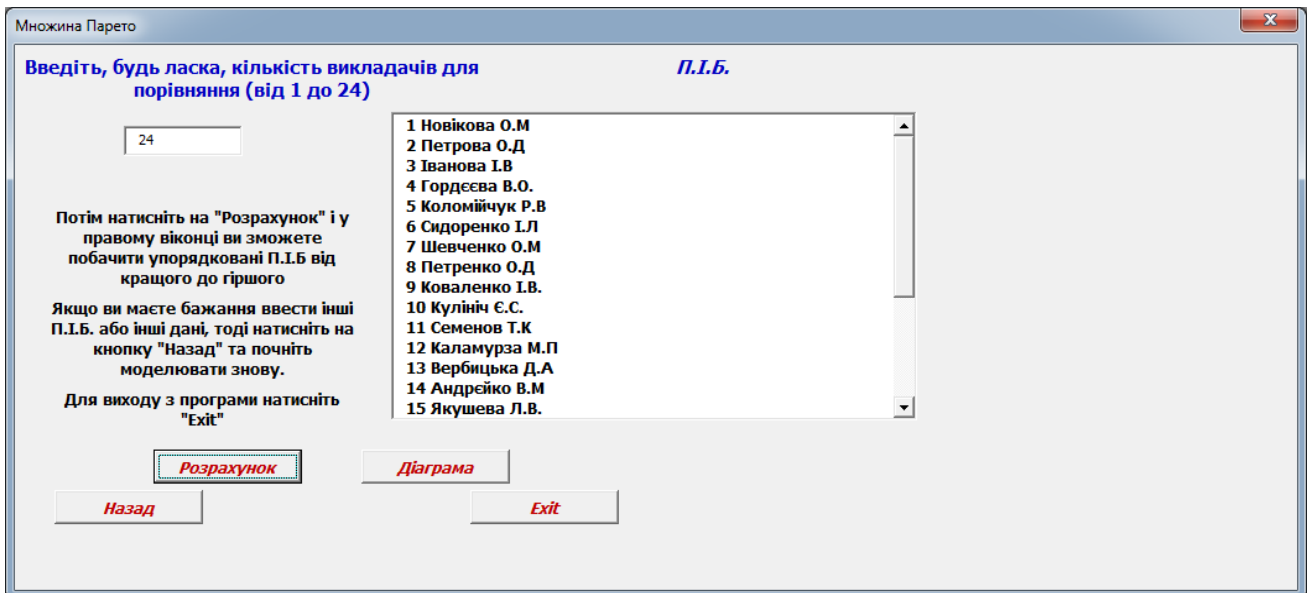 Множина Парето
Введіть, будь ласка, кількість викладачів для
порівняння (від 1 до 24)
П.І.Б.
24
Потім натисніть на "Розрахунок" і у
правому віконці ви зможете
побачити упорядковані П.І.Б від
кращого до гіршого
Якщо ви маєте бажання ввести інші
П.І.Б. або інші дані, тоді натисніть на
кнопку "Назад" та почніть
моделювати знову.
Для виходу з програми натисніть
"Exit"
1 Новікова О.М
2 Петрова О.Д
3 Іванова І.В
4 Гордєєва В.О.
5 Коломійчук Р.В
6 Сидоренко І.Л
7 Шевченко О.М
8 Петренко О.Д
9 Коваленко І.В.
10 Кулініч Є.С.
11 Семенов Т.К
12 Каламурза М.П
13 Вербицька Д.А
14 Андрєйко В.М
15 Якушева Л.В.
Розрахунок
Діаграма
Назад
Exit